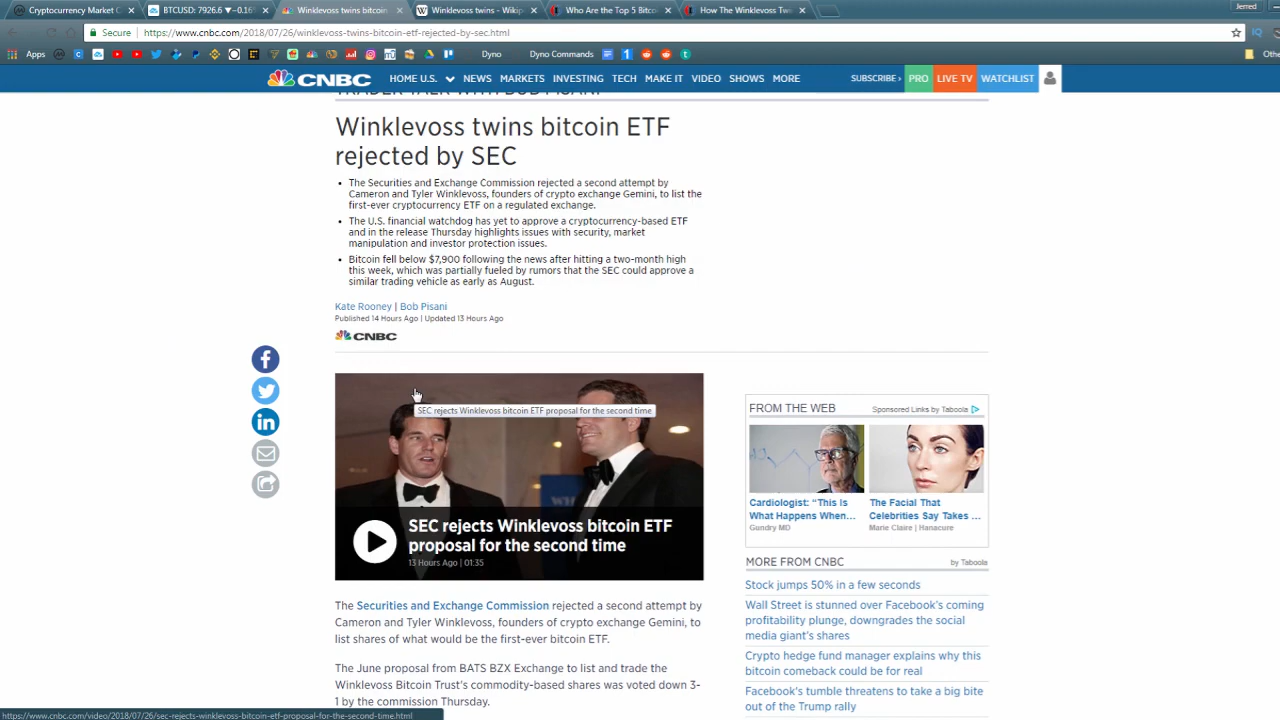 Cryptocurrency Market C
BTCUSD: 7926.6 ▼−0.16%
Winklevoss twins bitcoin
Winklevoss twins - Wikip
Who Are the Top 5 Bitco
How The Winklevoss Tw
Jerred
Secure
https://www.cnbc.com/2018/07/26/winklevoss-twins-bitcoin-etf-rejected-by-sec.html
Apps
Dyno
Dyno Commands
Othe
CNBC
HOME U.S.
NEWS
MARKETS
INVESTING
TECH
MAKE IT
VIDEO
SHOWS
MORE
SUBSCRIBE
PRO
LIVE TV
WATCHLIST
TRADER TALK WITH BOB PISANI
Winklevoss twins bitcoin ETF
rejected by SEC
• The Securities and Exchange Commission rejected a second attempt by
Cameron and Tyler Winklevoss, founders of crypto exchange Gemini, to list the
first-ever cryptocurrency ETF on a regulated exchange.
• The U.S. financial watchdog has yet to approve a cryptocurrency-based ETF
and in the release Thursday highlights issues with security, market
manipulation and investor protection issues.
• Bitcoin fell below $7,900 following the news after hitting a two-month high
this week, which was partially fueled by rumors that the SEC could approve a
similar trading vehicle as early as August.
Kate Rooney | Bob Pisani
Published 14 Hours Ago | Updated 13 Hours Ago
CNBC
SEC rejects Winklevoss bitcoin ETF proposal for the second time
SEC rejects Winklevoss bitcoin ETF
proposal for the second time
13 Hours Ago | 01:35
The Securities and Exchange Commission rejected a second attempt by
Cameron and Tyler Winklevoss, founders of crypto exchange Gemini, to
list shares of what would be the first-ever bitcoin ETF.
The June proposal from BATS BZX Exchange to list and trade the
Winklevoss Bitcoin Trust's commodity-based shares was voted down 3-
1 by the commission Thursday.
FROM THE WEB
Sponsored Links by Taboola
Cardiologist: “This Is
What Happens When...
Gundry MD
The Facial That
Celebrities Say Takes ...
Marie Claire | Hanacure
MORE FROM CNBC
by Taboola
Stock jumps 50% in a few seconds
Wall Street is stunned over Facebook's coming
profitability plunge, downgrades the social
media giant's shares
Crypto hedge fund manager explains why this
bitcoin comeback could be for real
Facebook's tumble threatens to take a big bite
out of the Trump rally
https://www.cnbc.com/video/2018/07/26/sec-rejects-winklevoss-bitcoin-etf-proposal-for-the-second-time.html